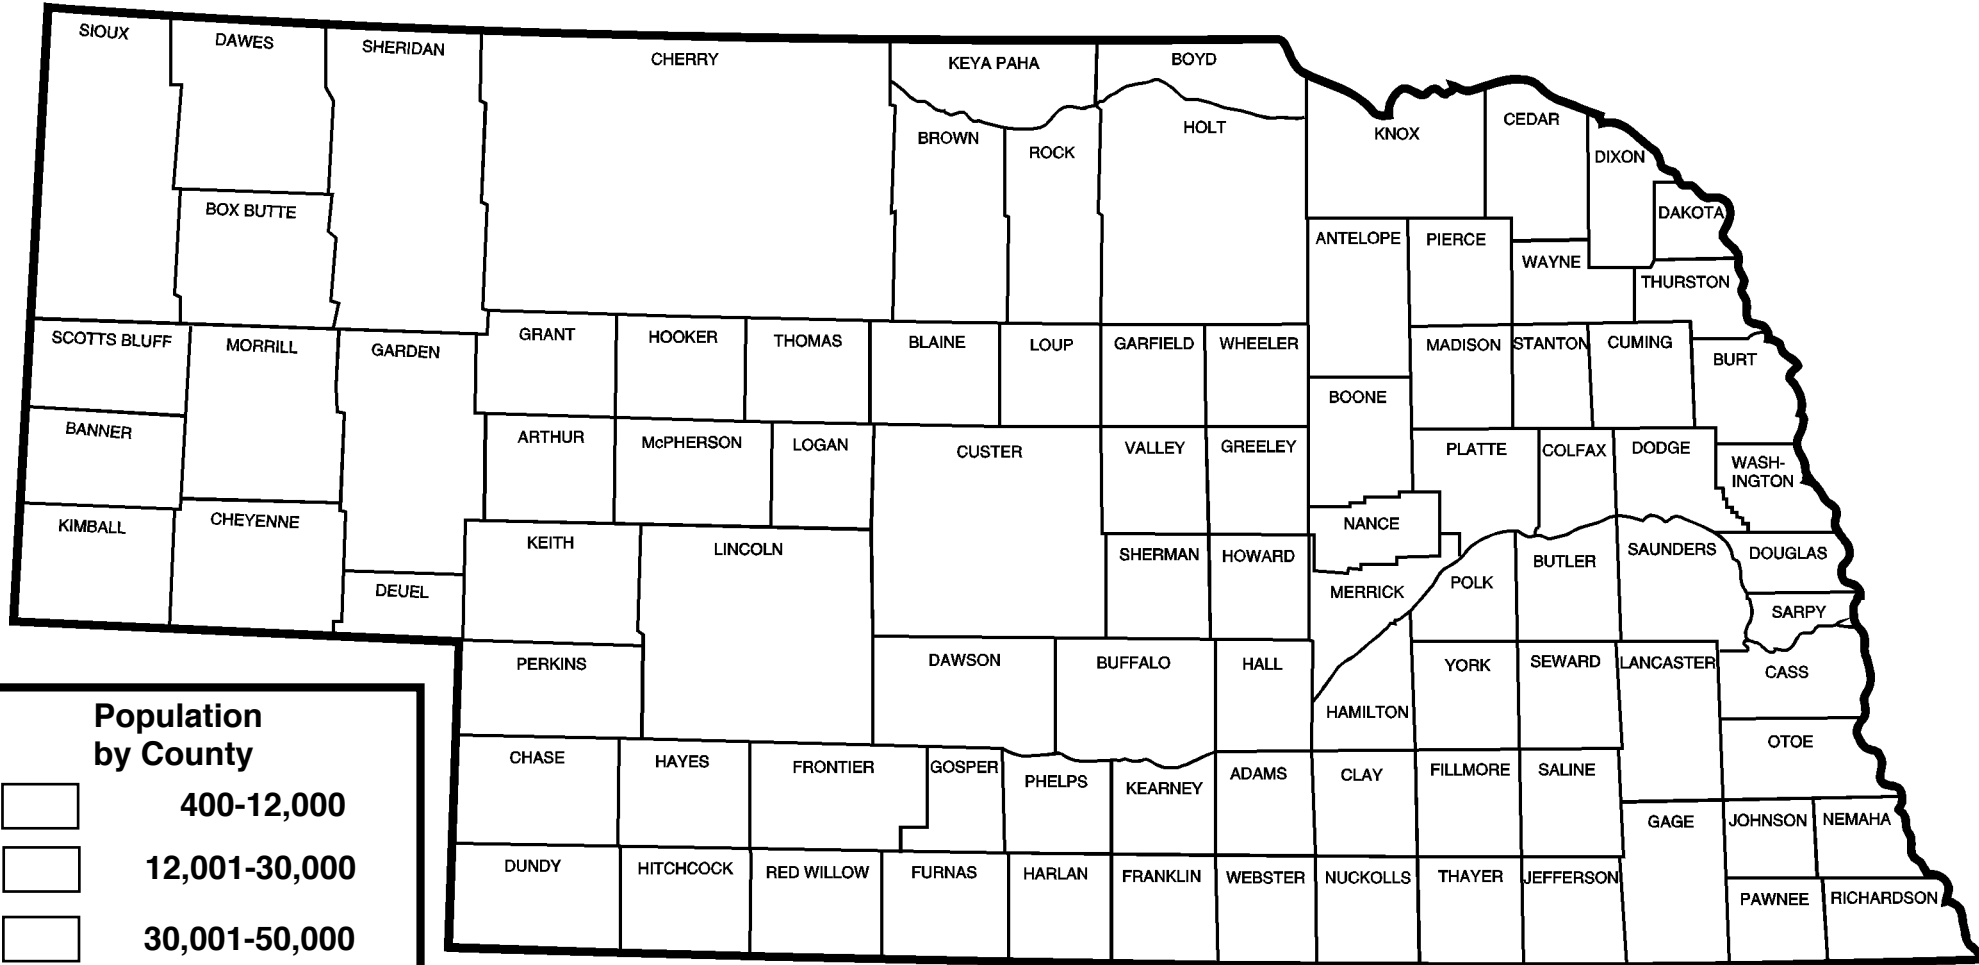 SIOUX
DAWES
SHERIDAN
CHERRY
KEYA PAHA
BOYD
BROWN
ROCK
HOLT
KNOX
CEDAR
DIXON
DAKOTA
BOX BUTTE
ANTELOPE
PIERCE
WAYNE
THURSTON
SCOTTS BLUFF
MORRILL
GARDEN
GRANT
HOOKER
THOMAS
BLAINE
LOUP
GARFIELD
WHEELER
MADISON
STANTON
CUMING
BURT
BOONE
BANNER
ARTHUR
McPHERSON
LOGAN
CUSTER
VALLEY
GREELEY
PLATTE
COLFAX
DODGE
WASH-
INGTON
KIMBALL
CHEYENNE
NANCE
KEITH
LINCOLN
SHERMAN
HOWARD
MERRICK
POLK
BUTLER
SAUNDERS
DOUGLAS
DEUEL
SARPY
PERKINS
DAWSON
BUFFALO
HALL
HAMILTON
YORK
SEWARD
LANCASTER
CASS
OTOE
CHASE
HAYES
FRONTIER
GOSPER
PHELPS
KEARNEY
ADAMS
CLAY
FILLMORE
SALINE
GAGE
JOHNSON
NEMAHA
DUNDY
HITCHCOCK
RED WILLOW
FURNAS
HARLAN
FRANKLIN
WEBSTER
NUCKOLLS
THAYER
JEFFERSON
PAWNEE
RICHARDSON
Population
by County
400-12,000
12,001-30,000
30,001-50,000